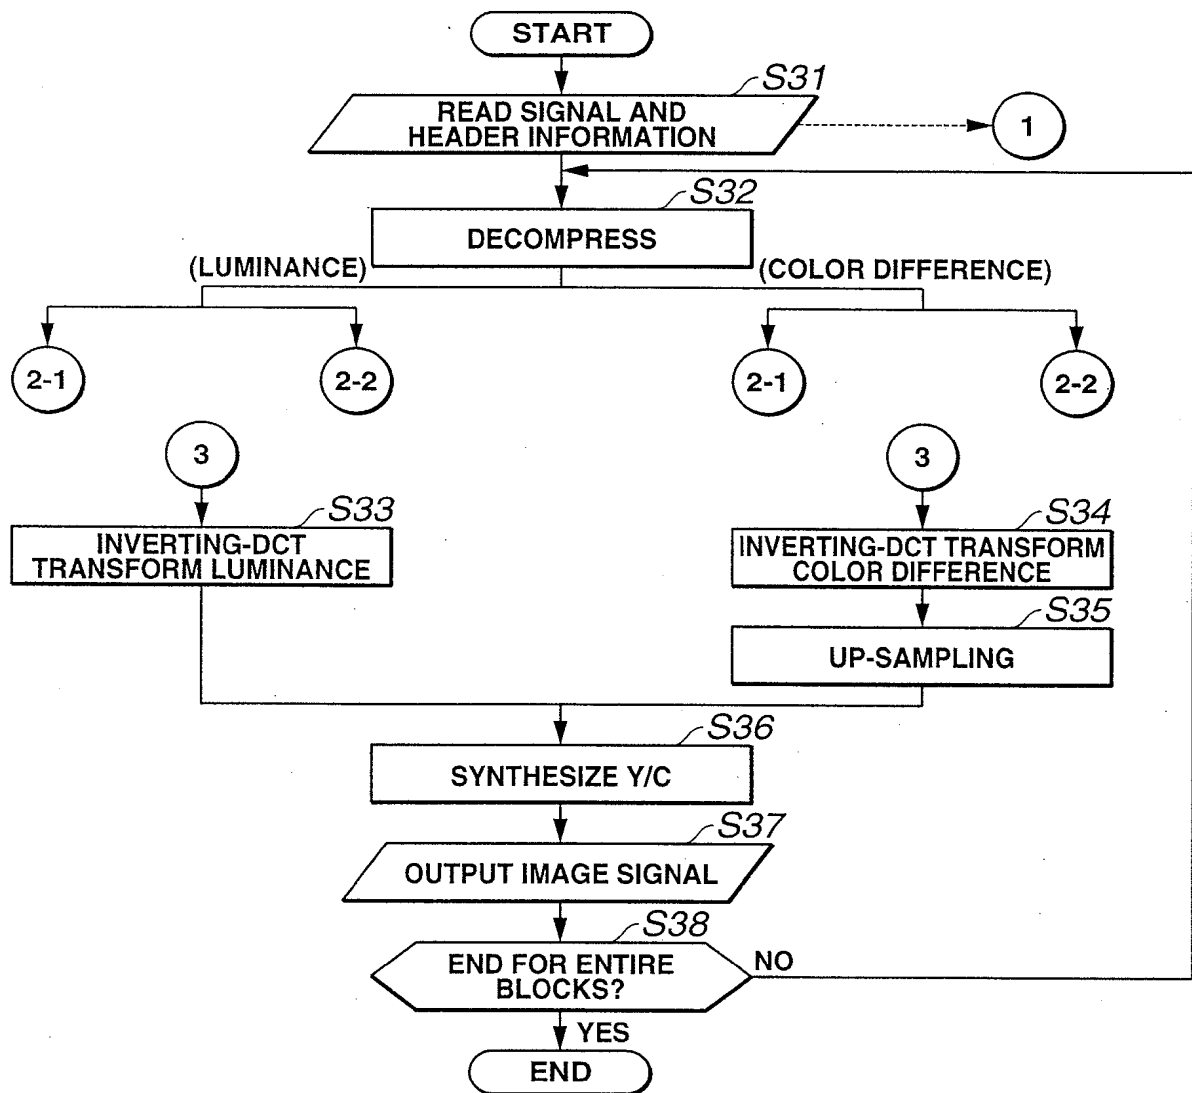 START
S31
READ SIGNAL AND
HEADER INFORMATION
1
S32
DECOMPRESS
(LUMINANCE)
(COLOR DIFFERENCE)
2-1
2-2
2-1
2-2
3
3
S33
INVERTING-DCT
TRANSFORM LUMINANCE
S34
INVERTING-DCT TRANSFORM
COLOR DIFFERENCE
S35
UP-SAMPLING
S36
SYNTHESIZE Y/C
S37
OUTPUT IMAGE SIGNAL
S38
END FOR ENTIRE
BLOCKS?
NO
YES
END